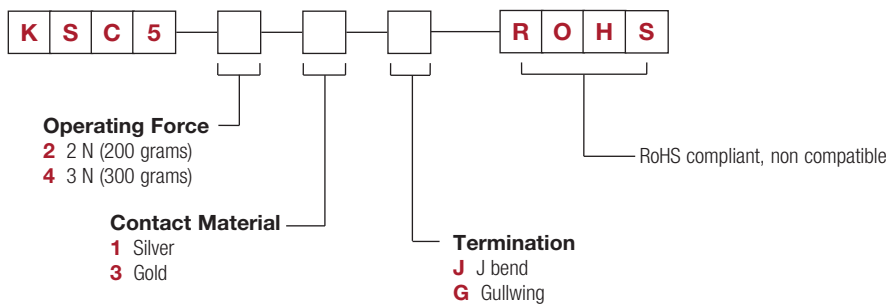 K S C 5 R O H S
Operating Force
2 2 N (200 grams)
4 3 N (300 grams)
RoHS compliant, non compatible
Contact Material
1 Silver
3 Gold
Termination
J J bend
G Gullwing